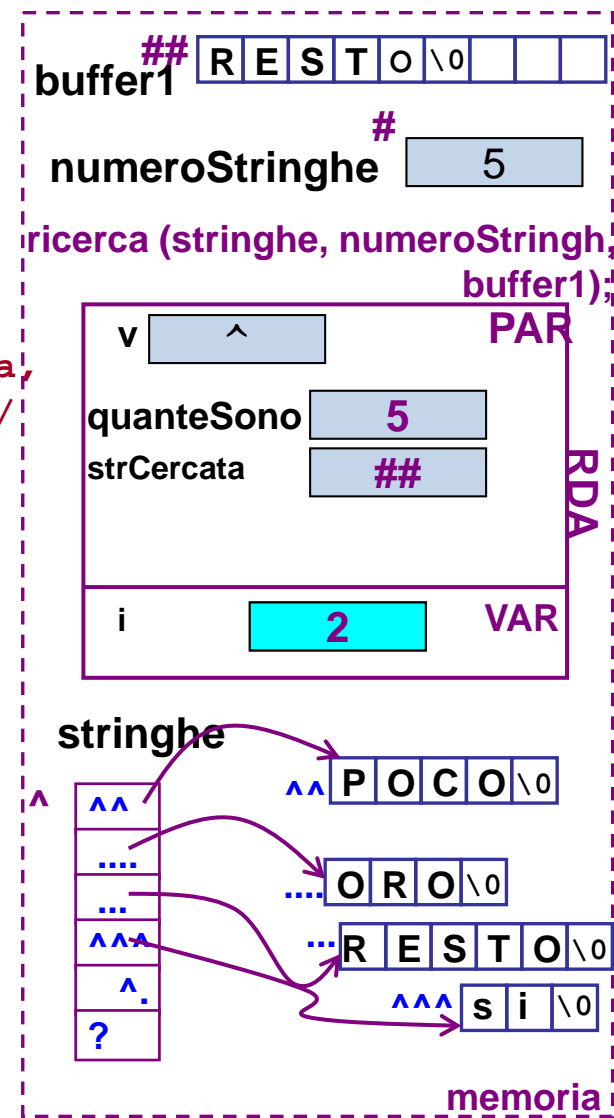 ##
buffer1 R E S T O \0
#
numeroStringhe 5
ricerca (stringhe, numeroStringh,
buffer1);
v ^ PAR
a,
/
quanteSono 5
strCercata ##
RDA
i 2 VAR
stringhe
^ ^^ ^^ P O C O \0
.... .... O R O \0
... ... R E S T O \0
^^^ ^^^ s i \0
^.
?
memoria